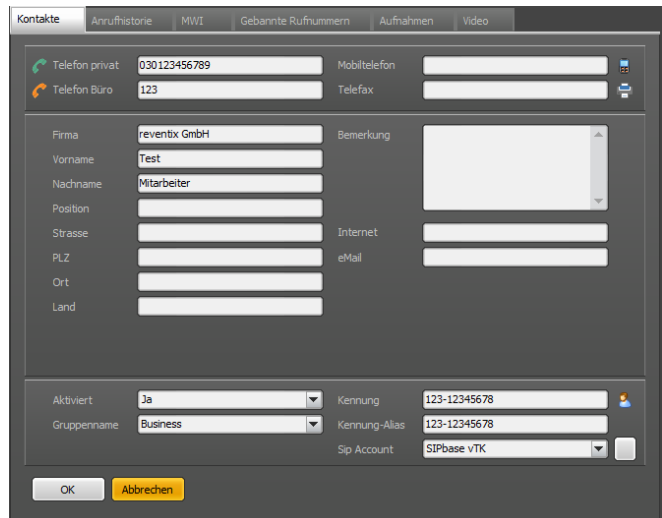 Kontakte Anrufhistorie MWI Gebannte Rufnummern Aufnahmen Video
Telefon privat 030123456789 Mobiltelefon
Telefon Büro 123 Telefax
Firma reventix GmbH Bemerkung
Vorname Test
Nachname Mitarbeiter
Position
Strasse Internet
PLZ eMail
Ort
Land
Aktiviert Ja Kennung 123-12345678
Gruppenname Business Kennung-Alias 123-12345678
Sip Account SIPbase vTK
OK Abbrechen